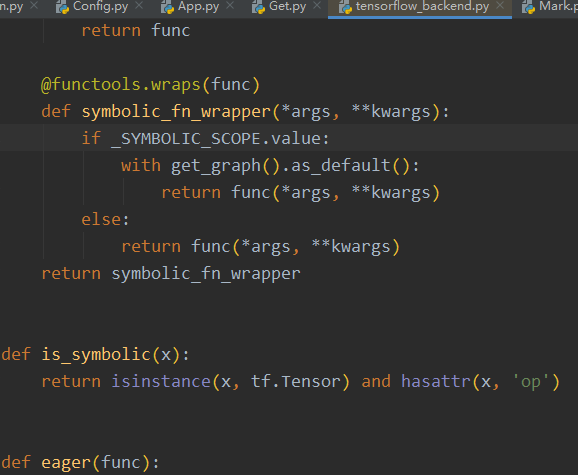 n.py Config.py App.py Get.py tensorflow_backend.py Mark.p
return func
@functools.wraps(func)
def symbolic_fn_wrapper(*args, **kwargs):
if _SYMBOLIC_SCOPE.value:
with get_graph().as_default():
return func(*args, **kwargs)
else:
return func(*args, **kwargs)
return symbolic_fn_wrapper
def is_symbolic(x):
return isinstance(x, tf.Tensor) and hasattr(x, 'op')
def eager(func):